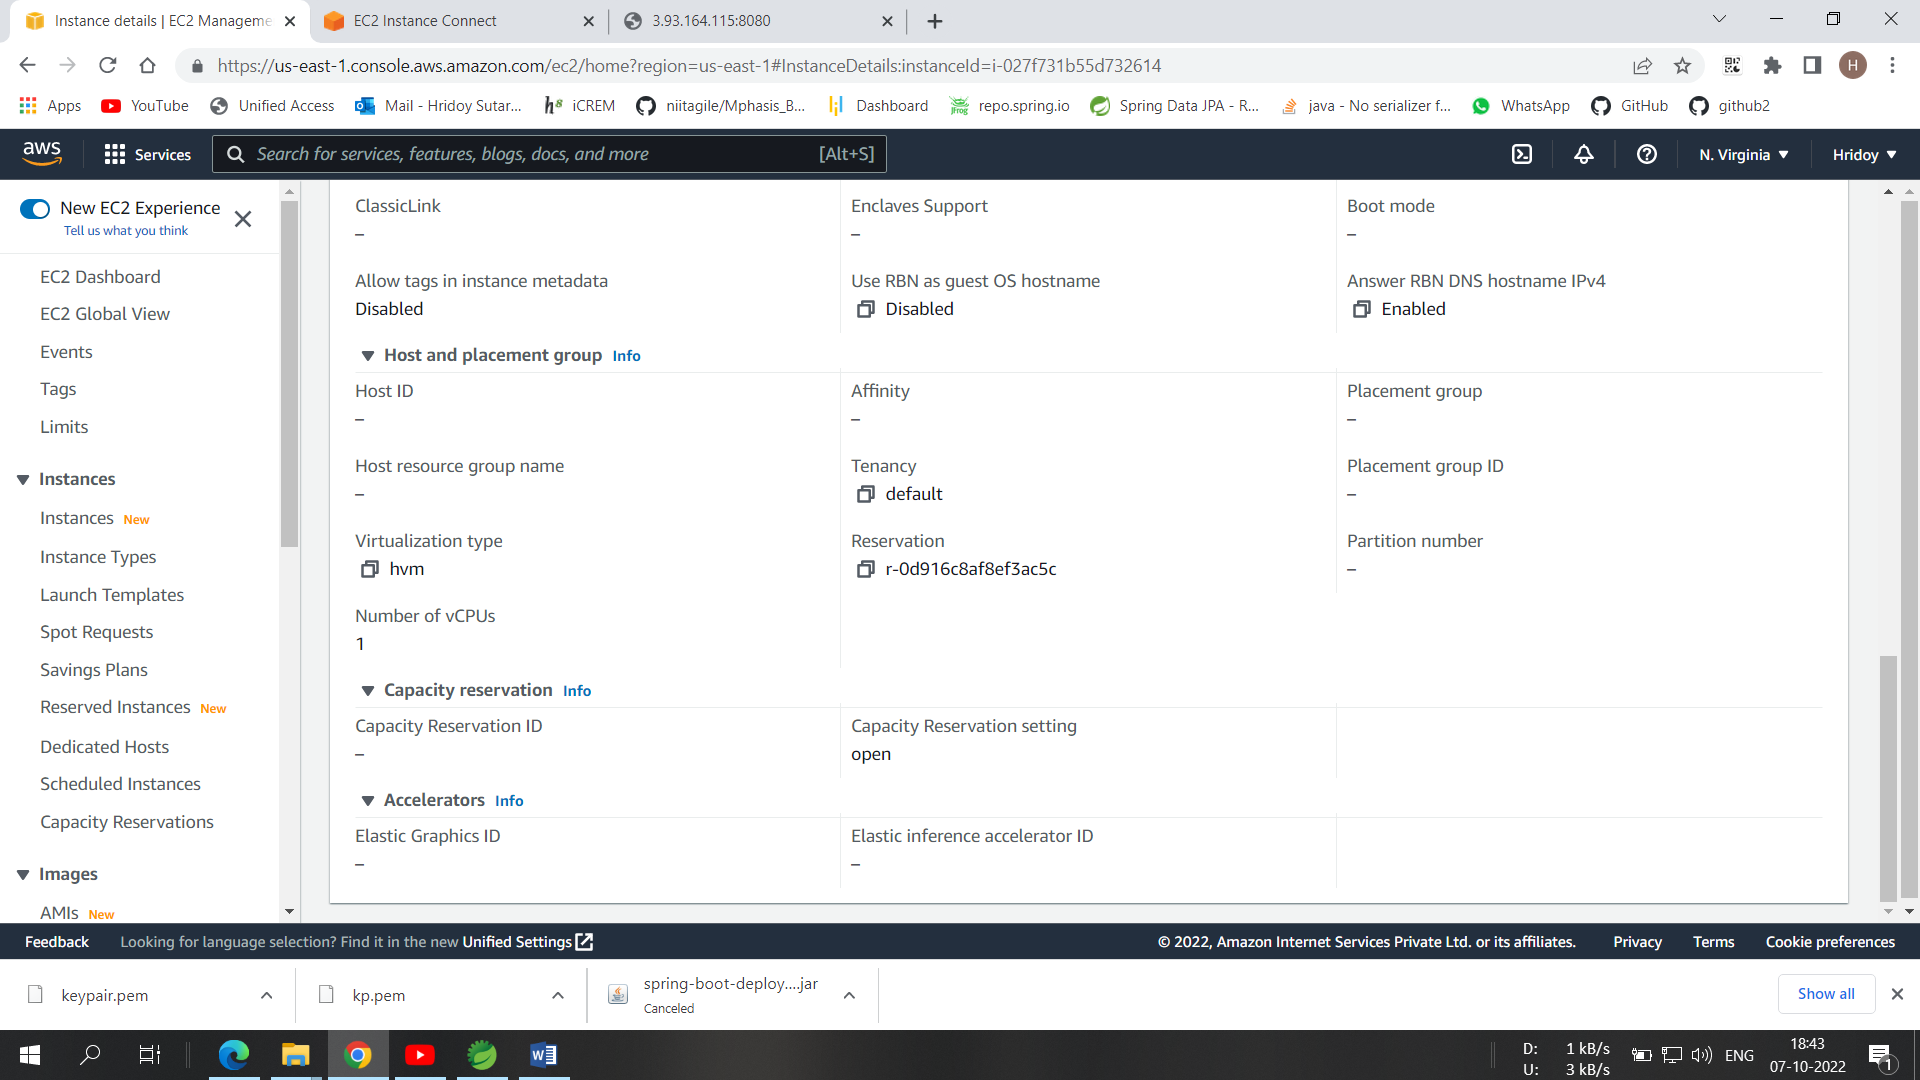 Instance details | EC2 Manageme
EC2 Instance Connect
3.93.164.115:8080
https://us-east-1.console.aws.amazon.com/ec2/home?region=us-east-1#InstanceDetails:instanceId=i-027f731b55d732614
H
Apps
YouTube
Unified Access
Mail - Hridoy Sutar...
iCREM
niitagile/Mphasis_B...
Dashboard
repo.spring.io
Spring Data JPA - R...
java - No serializer f...
WhatsApp
GitHub
github2
aws
Services
Search for services, features, blogs, docs, and more
[Alt+S]
N. Virginia
Hridoy
New EC2 Experience
Tell us what you think
EC2 Dashboard
EC2 Global View
Events
Tags
Limits
Instances
Instances New
Instance Types
Launch Templates
Spot Requests
Savings Plans
Reserved Instances New
Dedicated Hosts
Scheduled Instances
Capacity Reservations
Images
AMIs New
ClassicLink
–
Enclaves Support
–
Boot mode
–
Allow tags in instance metadata
Disabled
Use RBN as guest OS hostname
Disabled
Answer RBN DNS hostname IPv4
Enabled
Host and placement group Info
Host ID
–
Affinity
–
Placement group
–
Host resource group name
–
Tenancy
default
Placement group ID
–
Virtualization type
hvm
Reservation
r-0d916c8af8ef3ac5c
Partition number
–
Number of vCPUs
1
Capacity reservation Info
Capacity Reservation ID
–
Capacity Reservation setting
open
Accelerators Info
Elastic Graphics ID
–
Elastic inference accelerator ID
–
Feedback
Looking for language selection? Find it in the new Unified Settings
© 2022, Amazon Internet Services Private Ltd. or its affiliates.
Privacy
Terms
Cookie preferences
keypair.pem
kp.pem
spring-boot-deploy....jar
Canceled
Show all
D: 1 kB/s
U: 3 kB/s
ENG
18:43
07-10-2022
1